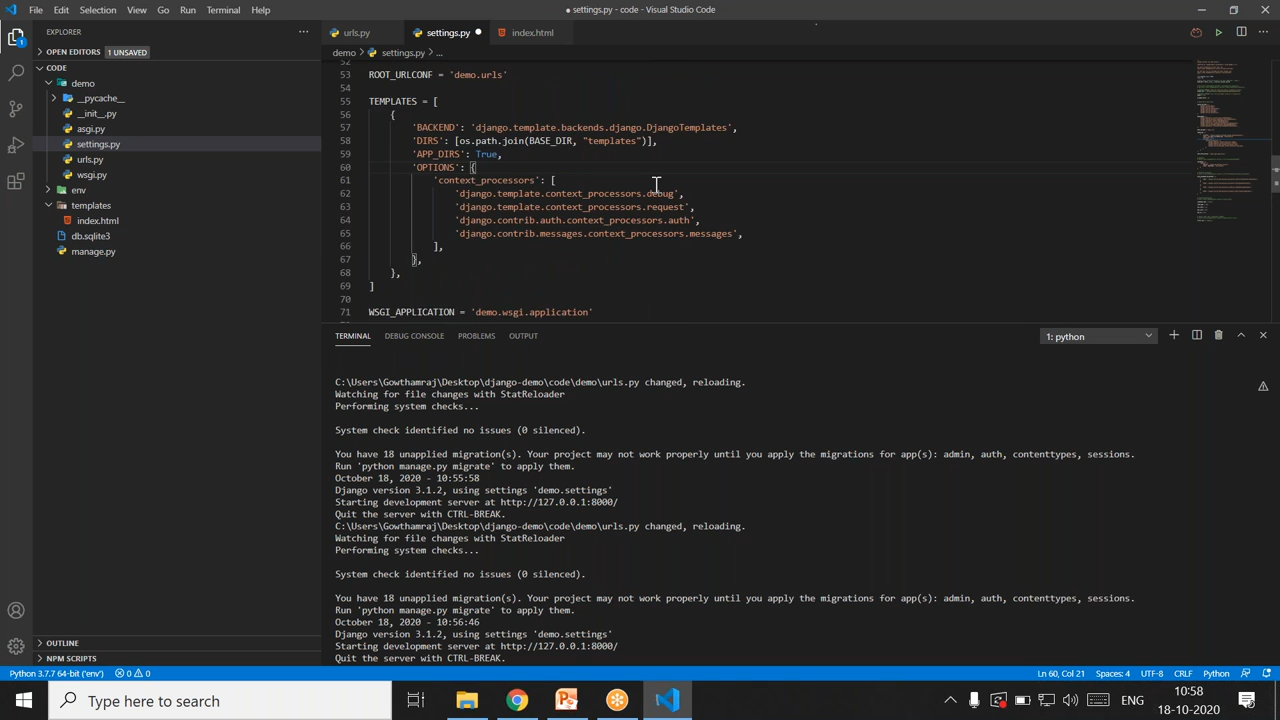 File Edit Selection View Go Run Terminal Help
● settings.py - code - Visual Studio Code
EXPLORER
OPEN EDITORS 1 UNSAVED
CODE
demo
__pycache__
__init__.py
asgi.py
settings.py
urls.py
wsgi.py
env
templates
index.html
db.sqlite3
manage.py
OUTLINE
NPM SCRIPTS
urls.py settings.py ● index.html
demo > settings.py > ...
52
53 ROOT_URLCONF = 'demo.urls'
54
55 TEMPLATES = [
56 {
57 'BACKEND': 'django.template.backends.django.DjangoTemplates',
58 'DIRS': [os.path.join(BASE_DIR, "templates")],
59 'APP_DIRS': True,
60 'OPTIONS': {
61 'context_processors': [
62 'django.template.context_processors.debug',
63 'django.template.context_processors.request',
64 'django.contrib.auth.context_processors.auth',
65 'django.contrib.messages.context_processors.messages',
66 ],
67 },
68 },
69 ]
70
71 WSGI_APPLICATION = 'demo.wsgi.application'
TERMINAL DEBUG CONSOLE PROBLEMS OUTPUT
1: python
C:\Users\Gowthamraj\Desktop\django-demo\code\demo\urls.py changed, reloading.
Watching for file changes with StatReloader
Performing system checks...
System check identified no issues (0 silenced).
You have 18 unapplied migration(s). Your project may not work properly until you apply the migrations for app(s): admin, auth, contenttypes, sessions.
Run 'python manage.py migrate' to apply them.
October 18, 2020 - 10:55:58
Django version 3.1.2, using settings 'demo.settings'
Starting development server at http://127.0.0.1:8000/
Quit the server with CTRL-BREAK.
C:\Users\Gowthamraj\Desktop\django-demo\code\demo\urls.py changed, reloading.
Watching for file changes with StatReloader
Performing system checks...
System check identified no issues (0 silenced).
You have 18 unapplied migration(s). Your project may not work properly until you apply the migrations for app(s): admin, auth, contenttypes, sessions.
Run 'python manage.py migrate' to apply them.
October 18, 2020 - 10:56:46
Django version 3.1.2, using settings 'demo.settings'
Starting development server at http://127.0.0.1:8000/
Quit the server with CTRL-BREAK.
Python 3.7.7 64-bit ('env') 0 0
Ln 60, Col 21 Spaces: 4 UTF-8 CRLF Python
Type here to search
ENG
10:58
18-10-2020